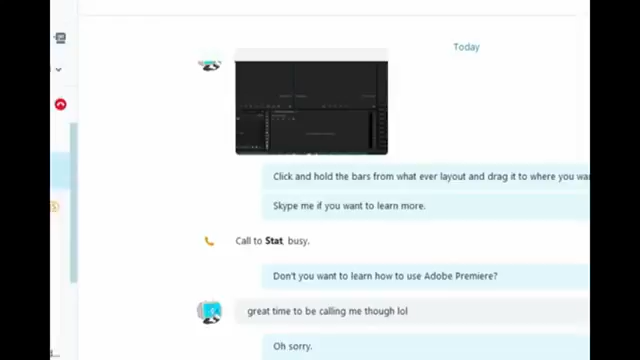 Today
Click and hold the bars from what ever layout and drag it to where you
Skype me if you want to learn more.
Call to Stat, busy.
Don't you want to learn how to use Adobe Premiere?
great time to be calling me though lol
Oh sorry.